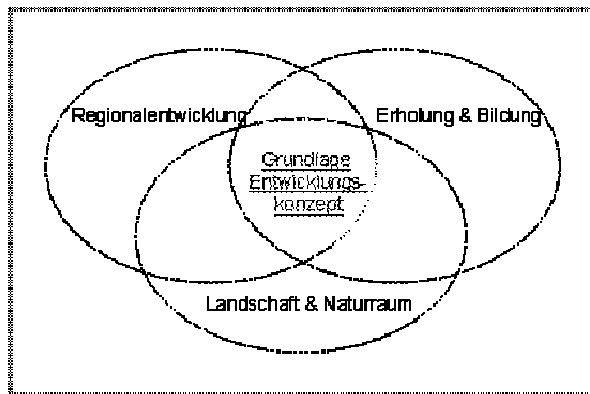 Regionalentwicklung
Erholung & Bildung
Grundlage
Entwicklungs-
konzept
Landschaft & Naturraum